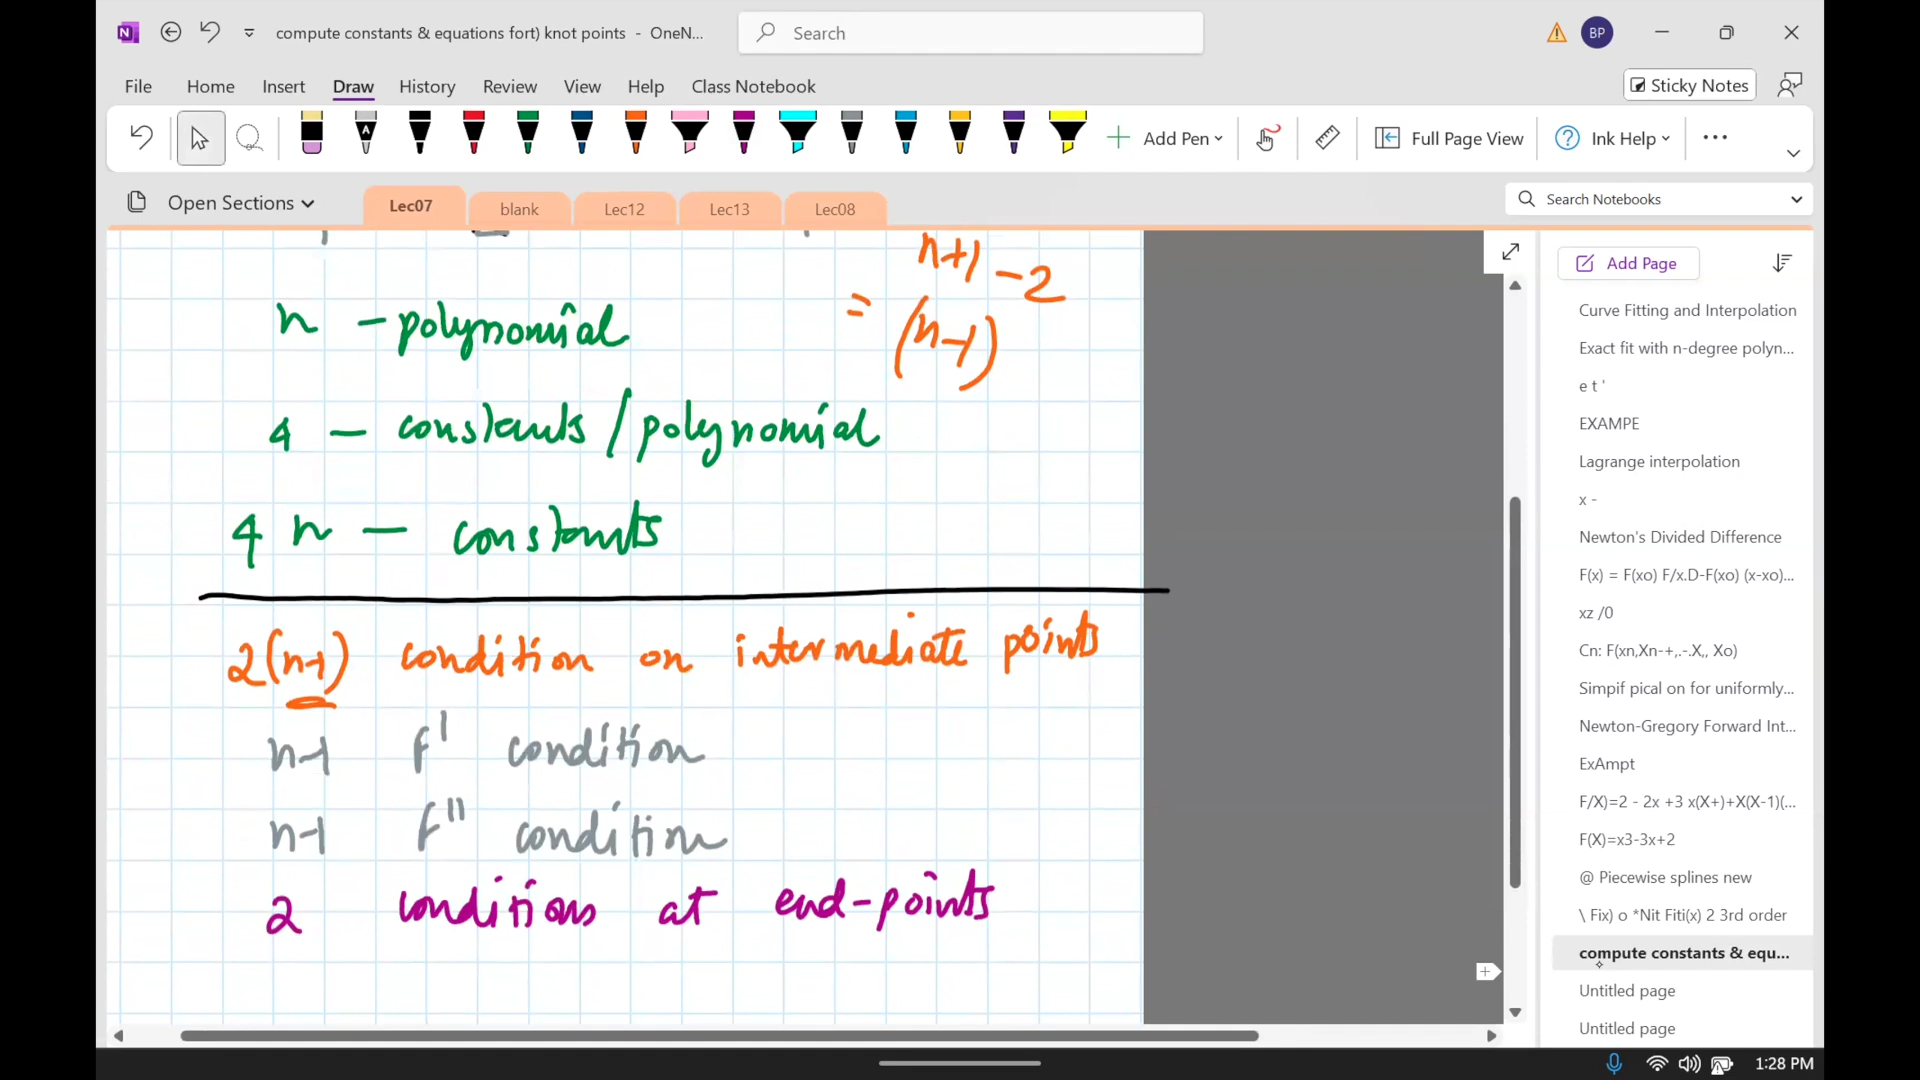 compute constants & equations fort) knot points - OneN...
Search
BP
File Home Insert Draw History Review View Help Class Notebook
Sticky Notes
A
Add Pen
Full Page View
Ink Help
Open Sections
Lec07
blank
Lec12
Lec13
Lec08
Search Notebooks
n+1 -2
= (n-1)
n - polynomial
4 - constants / polynomial
4 n - constants
2(n-1) condition on intermediate points
n-1 f' condition
n-1 f" condition
2 conditions at end-points
Add Page
Curve Fitting and Interpolation
Exact fit with n-degree polyn...
e t '
EXAMPE
Lagrange interpolation
x -
Newton's Divided Difference
F(x) = F(xo) F/x.D-F(xo) (x-xo)...
xz /0
Cn: F(xn,Xn-+,.-.X,, Xo)
Simpif pical on for uniformly...
Newton-Gregory Forward Int...
ExAmpt
F/X)=2 - 2x +3 x(X+)+X(X-1)(...
F(X)=x3-3x+2
@ Piecewise splines new
\ Fix) o *Nit Fiti(x) 2 3rd order
compute constants & equ...
Untitled page
Untitled page
1:28 PM